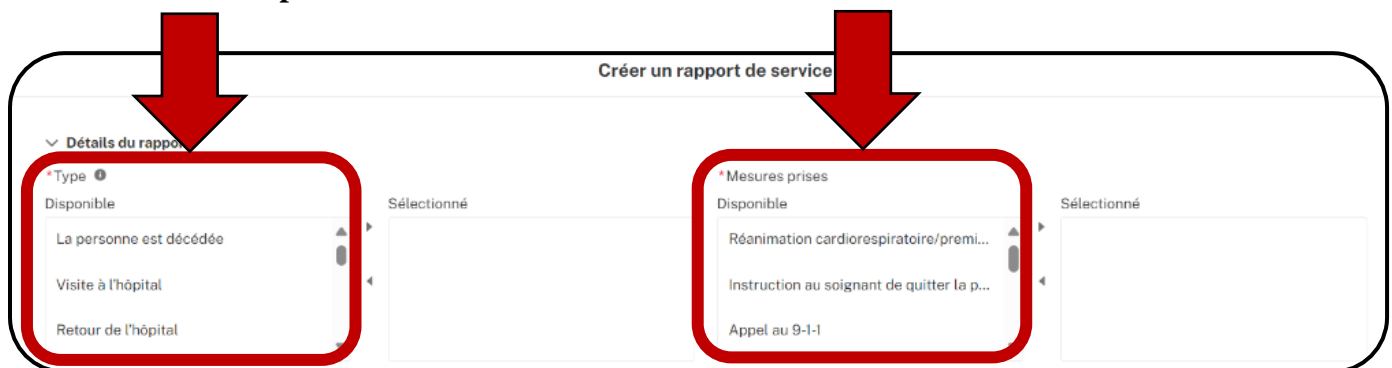 Créer un rapport de service
Détails du rapport
*Type
Disponible
Sélectionné
La personne est décédée
Visite à l'hôpital
Retour de l'hôpital
*Mesures prises
Disponible
Sélectionné
Réanimation cardiorespiratoire/premi...
Instruction au soignant de quitter la p...
Appel au 9-1-1